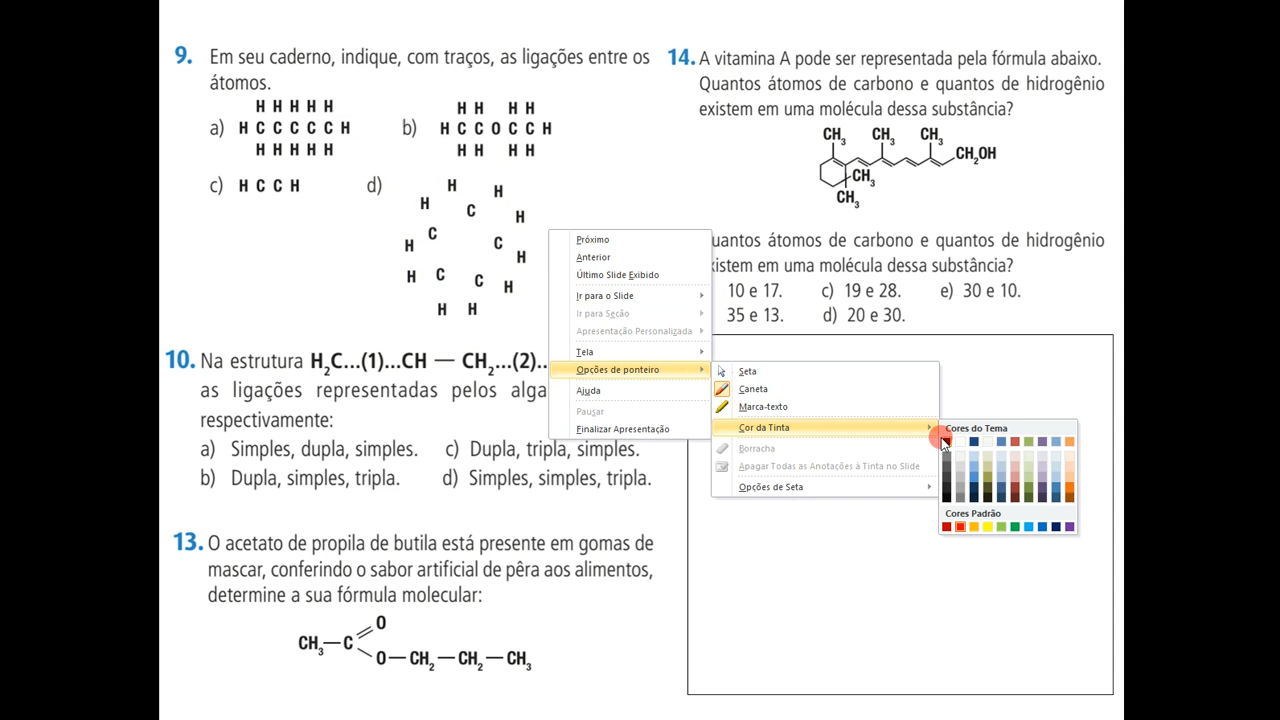 9. Em seu caderno, indique, com traços, as ligações entre os
átomos.
H H H H H
a) H C C C C C H
H H H H H
H H H H
b) H C C O C C H
H H H H
c) H C C H
d)
H
H
H
C
H
C
H
C
H
C
H
C
C
H
H
H
10. Na estrutura H2C...(1)...CH — CH2...(2)..
as ligações representadas pelos alga
respectivamente:
a) Simples, dupla, simples. c) Dupla, tripla, simples.
b) Dupla, simples, tripla. d) Simples, simples, tripla.
13. O acetato de propila de butila está presente em gomas de
mascar, conferindo o sabor artificial de pêra aos alimentos,
determine a sua fórmula molecular:
O
CH3—C
O—CH2—CH2—CH3
14. A vitamina A pode ser representada pela fórmula abaixo.
Quantos átomos de carbono e quantos de hidrogênio
existem em uma molécula dessa substância?
CH3 CH3 CH3
CH2OH
CH3
CH3
uantos átomos de carbono e quantos de hidrogênio
xistem em uma molécula dessa substância?
10 e 17. c) 19 e 28. e) 30 e 10.
35 e 13. d) 20 e 30.
Próximo
Anterior
Último Slide Exibido
Ir para o Slide
Ir para Seção
Apresentação Personalizada
Tela
Opções de ponteiro
Ajuda
Pausar
Finalizar Apresentação
Seta
Caneta
Marca-texto
Cor da Tinta
Borracha
Apagar Todas as Anotações à Tinta no Slide
Opções de Seta
Cores do Tema
Cores Padrão